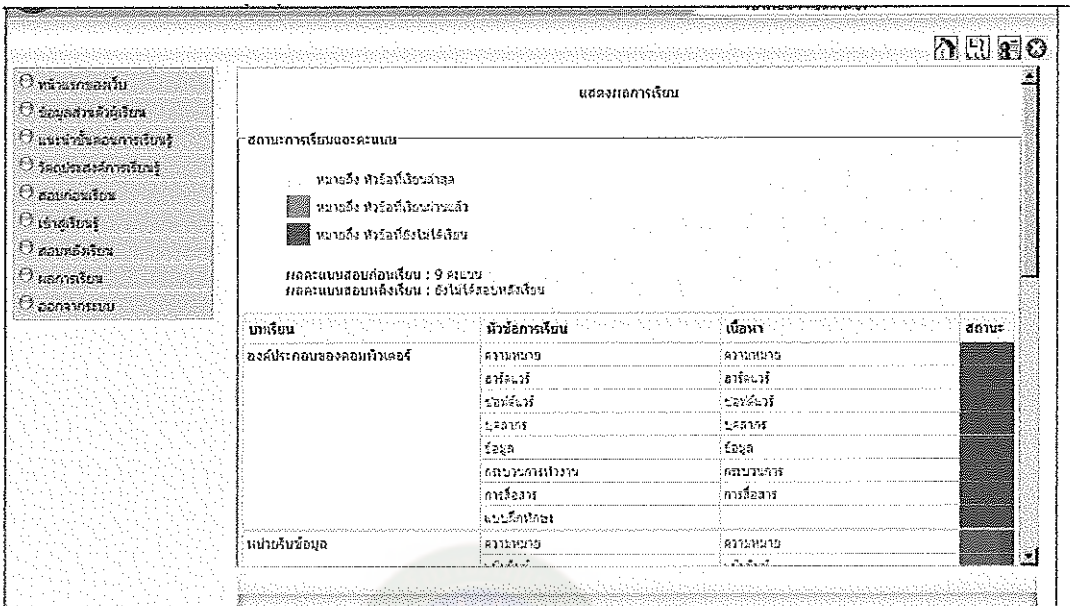 หน้าแรกของเว็บ
ข้อมูลส่วนตัวผู้เรียน
แนะนำขั้นตอนการเรียนรู้
วัตถุประสงค์การเรียนรู้
สอบก่อนเรียน
เข้าสู่เรียนรู้
สอบหลังเรียน
ผลการเรียน
ออกจากระบบ
แสดงผลการเรียน
สถานะการเรียนและคะแนน
หมายถึง หัวข้อที่เรียนล่าสุด
หมายถึง หัวข้อที่เรียนผ่านแล้ว
หมายถึง หัวข้อที่ยังไม่ได้เรียน
ผลคะแนนสอบก่อนเรียน : 9 คะแนน
ผลคะแนนสอบหลังเรียน : ยังไม่ได้สอบหลังเรียน
บทเรียน หัวข้อการเรียน เนื้อหา สถานะ
องค์ประกอบของคอมพิวเตอร์ ความหมาย ความหมาย
ฮาร์ดแวร์ ฮาร์ดแวร์
ซอฟต์แวร์ ซอฟต์แวร์
บุคลากร บุคลากร
ข้อมูล ข้อมูล
กระบวนการทำงาน กระบวนการ
การสื่อสาร การสื่อสาร
แบบฝึกทักษะ
หน่วยรับข้อมูล ความหมาย ความหมาย